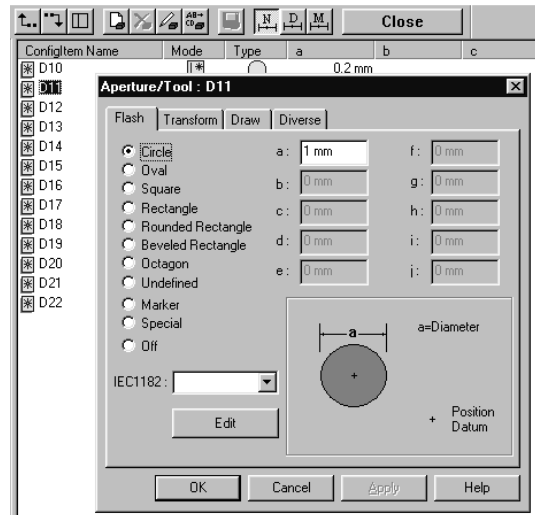 t.. N D M Close
AB→ CD
ConfigItem Name Mode Type a b c
D10 0.2 mm
D11
D12
D13
D14
D15
D16
D17
D18
D19
D20
D21
D22
Aperture/Tool : D11
Flash Transform Draw Diverse
Circle a : 1 mm f : 0 mm
Oval
Square b : 0 mm g : 0 mm
Rectangle c : 0 mm h : 0 mm
Rounded Rectangle
Beveled Rectangle d : 0 mm i : 0 mm
Octagon e : 0 mm j : 0 mm
Undefined
Marker
Special
Off
IEC1182 :
Edit
a a=Diameter
+ Position
Datum
OK Cancel Apply Help